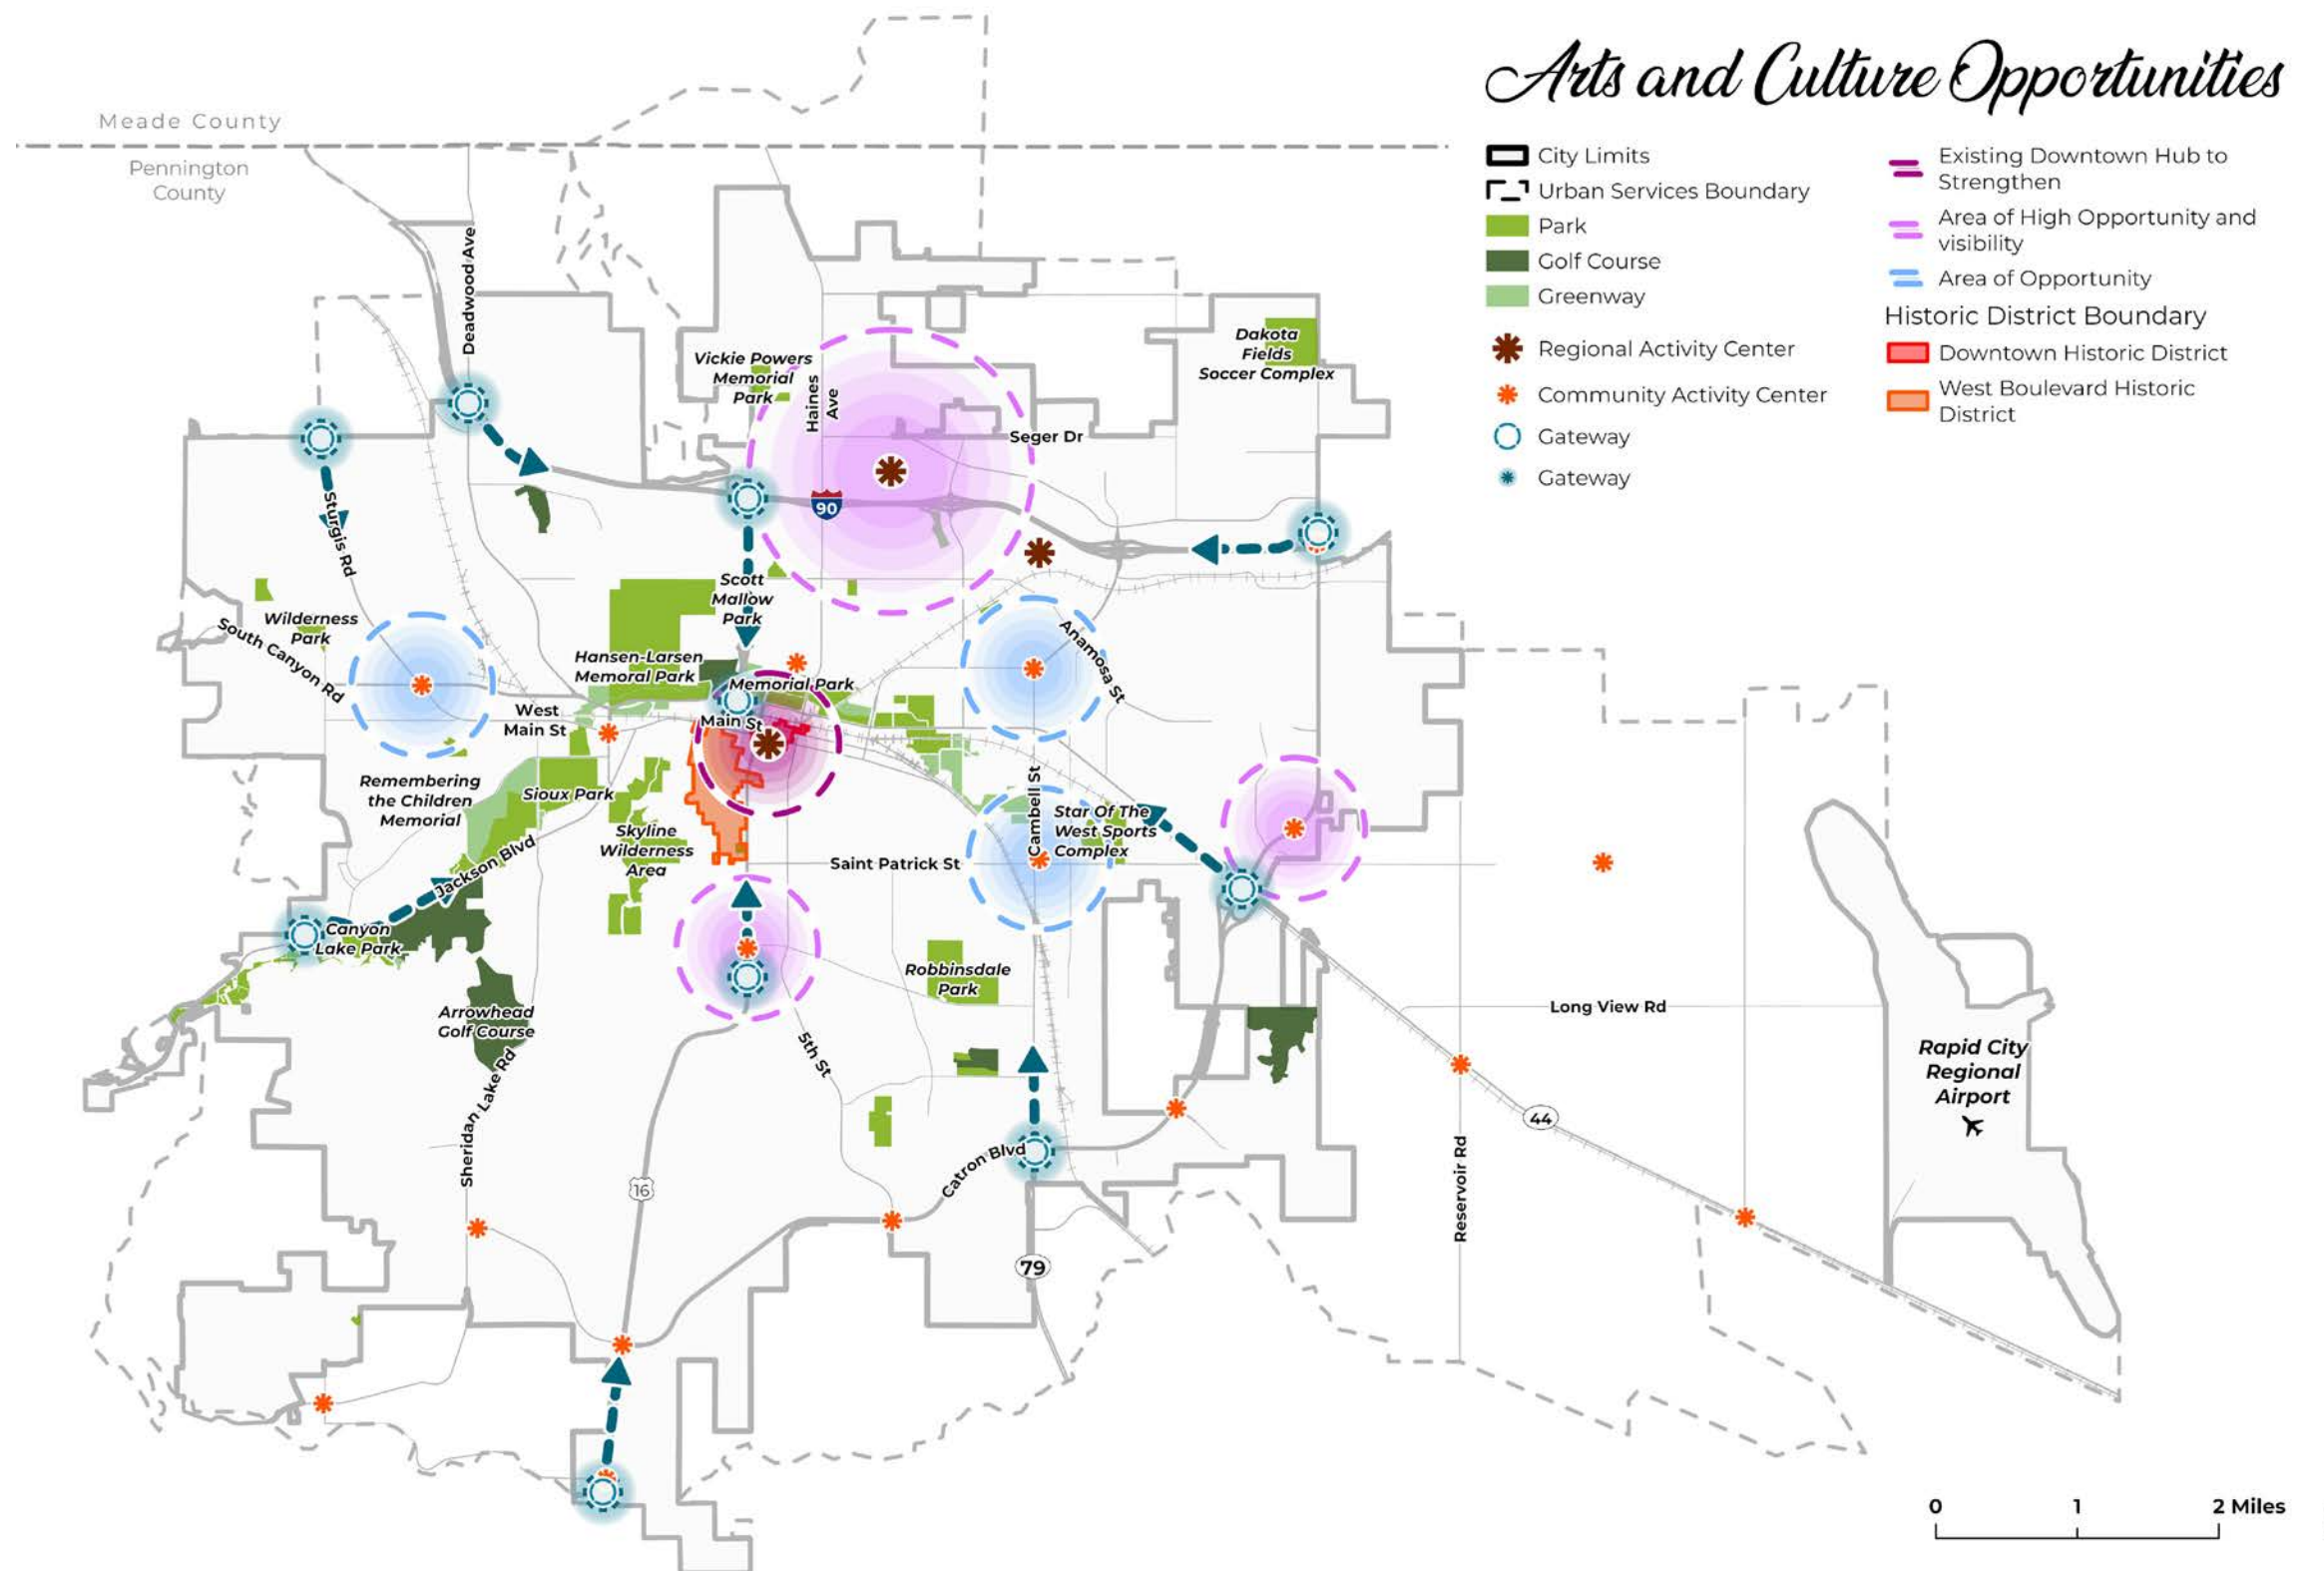 Arts and Culture Opportunities
City Limits
Urban Services Boundary
Park
Golf Course
Greenway
Regional Activity Center
Community Activity Center
Gateway
Gateway
Existing Downtown Hub to
Strengthen
Area of High Opportunity and
visibility
Area of Opportunity
Historic District Boundary
Downtown Historic District
West Boulevard Historic
District
Meade County
Pennington
County
Deadwood Ave
Vickie Powers
Memorial
Park
Haines
Ave
Dakota
Fields
Soccer Complex
Seger Dr
90
Sturgis Rd
Scott
Mallow
Park
Wilderness
Park
South Canyon Rd
Hansen-Larsen
Memoral Park
Memorial Park
Anamosa St
West
Main St
Main St
Remembering
the Children
Memorial
Sioux Park
Skyline
Wilderness
Area
Campbell St
Star Of The
West Sports
Complex
Saint Patrick St
Jackson Blvd
Canyon
Lake Park
Robbinsdale
Park
Arrowhead
Golf Course
Long View Rd
5th St
Sheridan Lake Rd
Rapid City
Regional
Airport
44
Catron Blvd
Reservoir Rd
16
79
0 1 2 Miles